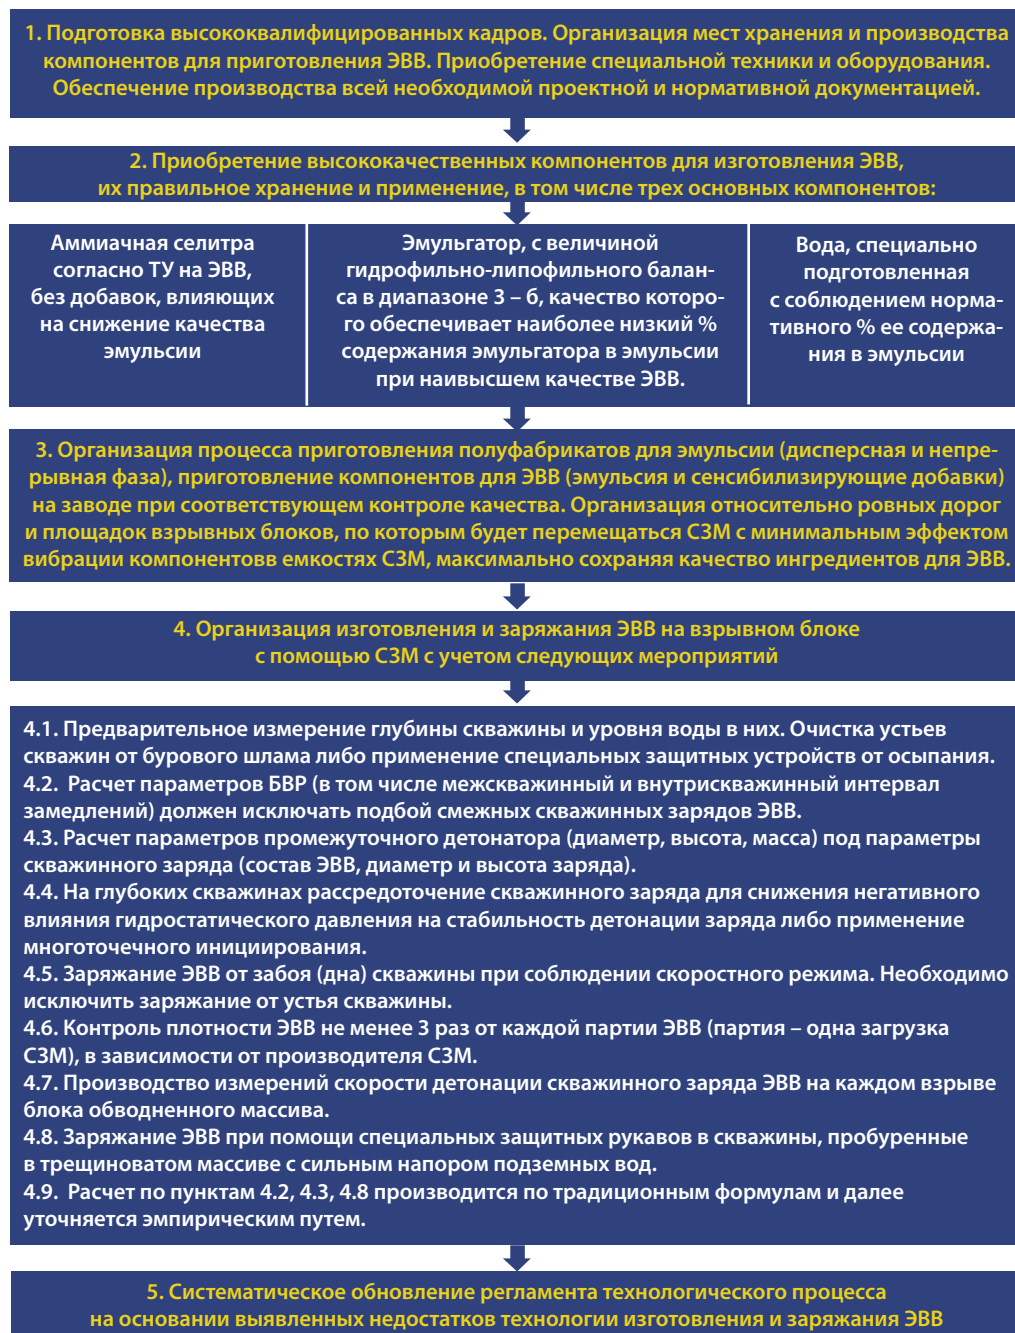 1. Подготовка высококвалифицированных кадров. Организация мест хранения и производства
компонентов для приготовления ЭВВ. Приобретение специальной техники и оборудования.
Обеспечение производства всей необходимой проектной и нормативной документацией.
2. Приобретение высококачественных компонентов для изготовления ЭВВ,
их правильное хранение и применение, в том числе трех основных компонентов:
Аммиачная селитра
согласно ТУ на ЭВВ,
без добавок, влияющих
на снижение качества
эмульсии
Эмульгатор, с величиной
гидрофильно-липофильного балан-
са в диапазоне 3 – б, качество которо-
го обеспечивает наиболее низкий %
содержания эмульгатора в эмульсии
при наивысшем качестве ЭВВ.
Вода, специально
подготовленная
с соблюдением норма-
тивного % ее содержа-
ния в эмульсии
3. Организация процесса приготовления полуфабрикатов для эмульсии (дисперсная и непре-
рывная фаза), приготовление компонентов для ЭВВ (эмульсия и сенсибилизирующие добавки)
на заводе при соответствующем контроле качества. Организация относительно ровных дорог
и площадок взрывных блоков, по которым будет перемещаться СЗМ с минимальным эффектом
вибрации компонентовв емкостях СЗМ, максимально сохраняя качество ингредиентов для ЭВВ.
4. Организация изготовления и заряжания ЭВВ на взрывном блоке
с помощью СЗМ с учетом следующих мероприятий
4.1. Предварительное измерение глубины скважины и уровня воды в них. Очистка устьев
скважин от бурового шлама либо применение специальных защитных устройств от осыпания.
4.2. Расчет параметров БВР (в том числе межскважинный и внутрискважинный интервал
замедлений) должен исключать подбой смежных скважинных зарядов ЭВВ.
4.3. Расчет параметров промежуточного детонатора (диаметр, высота, масса) под параметры
скважинного заряда (состав ЭВВ, диаметр и высота заряда).
4.4. На глубоких скважинах рассредоточение скважинного заряда для снижения негативного
влияния гидростатического давления на стабильность детонации заряда либо применение
многоточечного инициирования.
4.5. Заряжание ЭВВ от забоя (дна) скважины при соблюдении скоростного режима. Необходимо
исключить заряжание от устья скважины.
4.6. Контроль плотности ЭВВ не менее 3 раз от каждой партии ЭВВ (партия – одна загрузка
СЗМ), в зависимости от производителя СЗМ.
4.7. Производство измерений скорости детонации скважинного заряда ЭВВ на каждом взрыве
блока обводненного массива.
4.8. Заряжание ЭВВ при помощи специальных защитных рукавов в скважины, пробуренные
в трещиноватом массиве с сильным напором подземных вод.
4.9. Расчет по пунктам 4.2, 4.3, 4.8 производится по традиционным формулам и далее
уточняется эмпирическим путем.
5. Систематическое обновление регламента технологического процесса
на основании выявленных недостатков технологии изготовления и заряжания ЭВВ